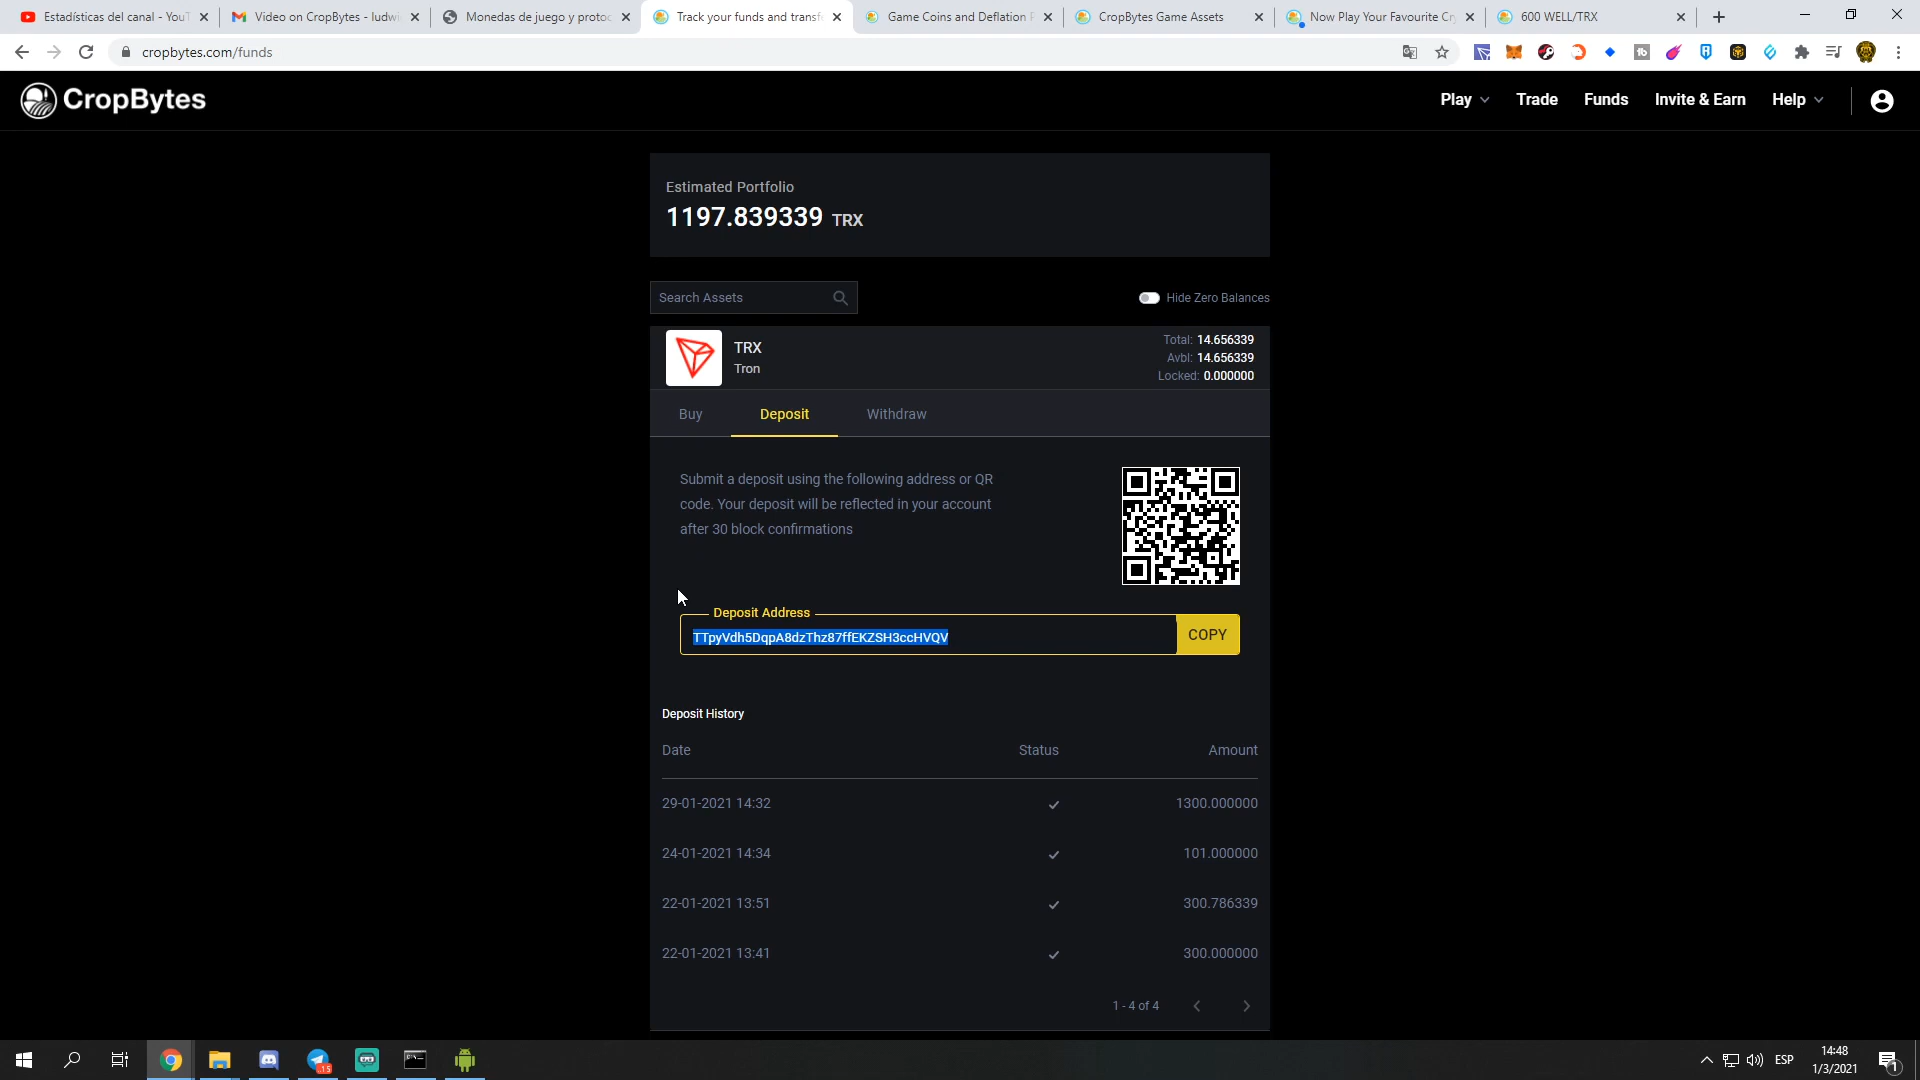 Estadísticas del canal - YouT
Video on CropBytes - ludwi
Monedas de juego y protoc
Track your funds and transf
Game Coins and Deflation P
CropBytes Game Assets
Now Play Your Favourite Cr
600 WELL/TRX
cropbytes.com/funds
CropBytes
Play
Trade
Funds
Invite & Earn
Help
Estimated Portfolio
1197.839339 TRX
Search Assets
Hide Zero Balances
TRX
Tron
Total: 14.656339
Avbl: 14.656339
Locked: 0.000000
Buy
Deposit
Withdraw
Submit a deposit using the following address or QR
code. Your deposit will be reflected in your account
after 30 block confirmations
Deposit Address
TTpyVdh5DqpA8dzThz87ffEKZSH3ccHVQV
COPY
Deposit History
Date Status Amount
29-01-2021 14:32 1300.000000
24-01-2021 14:34 101.000000
22-01-2021 13:51 300.786339
22-01-2021 13:41 300.000000
1 - 4 of 4
15
ESP
14:48
1/3/2021
1